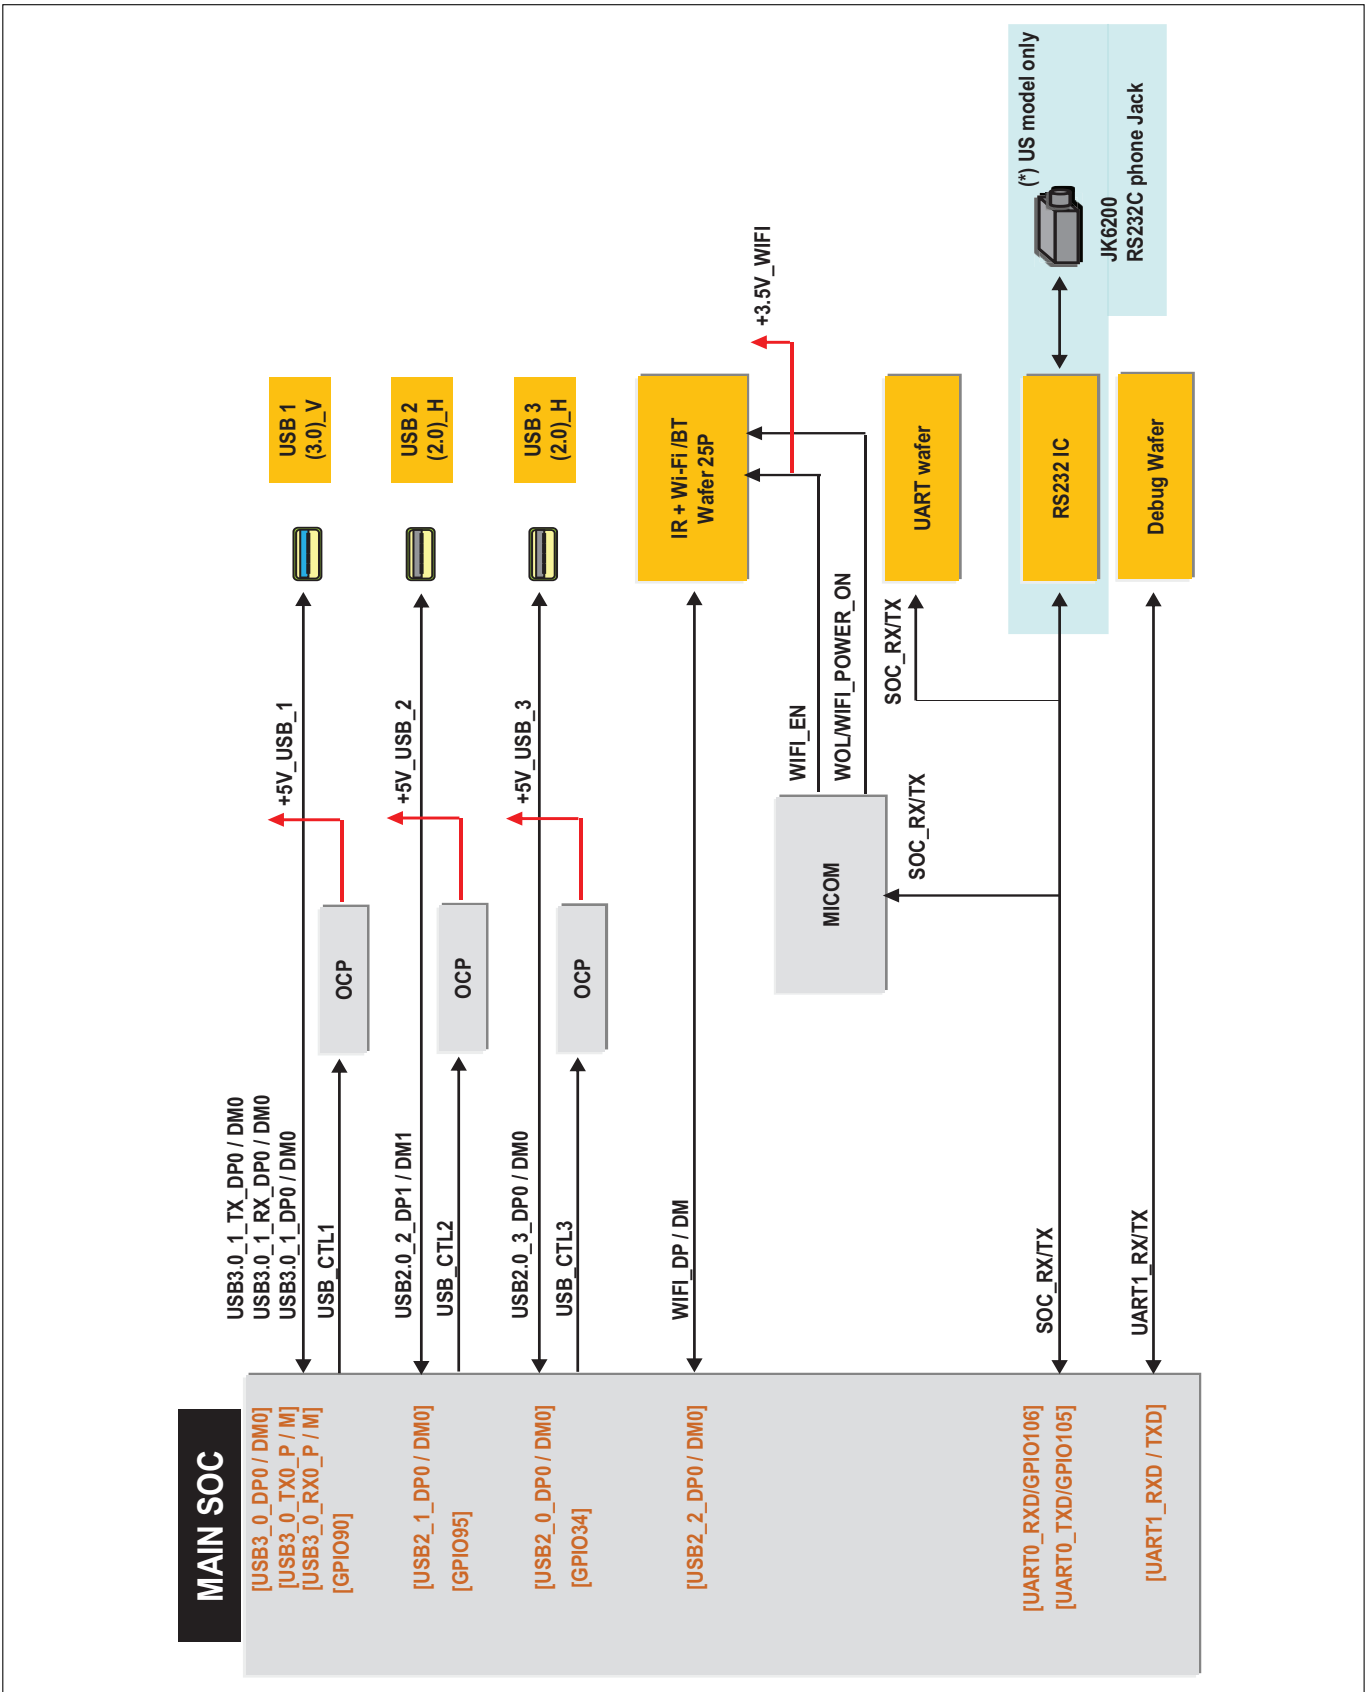 MAIN SOC
[USB3_0_DP0 / DM0]
[USB3_0_TX0_P / M]
[USB3_0_RX0_P / M]
[GPIO90]
[USB2_1_DP0 / DM0]
[GPIO95]
[USB2_0_DP0 / DM0]
[GPIO34]
[USB2_2_DP0 / DM0]
[UART0_RXD/GPIO106]
[UART0_TXD/GPIO105]
[UART1_RXD / TXD]
USB3.0_1_TX_DP0 / DM0
USB3.0_1_RX_DP0 / DM0
USB3.0_1_DP0 / DM0
USB_CTL1
USB2.0_2_DP1 / DM1
USB_CTL2
USB2.0_3_DP0 / DM0
USB_CTL3
WIFI_DP / DM
SOC_RX/TX
UART1_RX/TX
OCP
OCP
OCP
MICOM
+5V_USB_1
+5V_USB_2
+5V_USB_3
WIFI_EN
WOL/WIFI_POWER_ON
SOC_RX/TX
SOC_RX/TX
USB 1
(3.0)_V
USB 2
(2.0)_H
USB 3
(2.0)_H
IR + Wi-Fi /BT
Wafer 25P
+3.5V_WIFI
UART wafer
RS232 IC
Debug Wafer
(*) US model only
JK6200
RS232C phone Jack